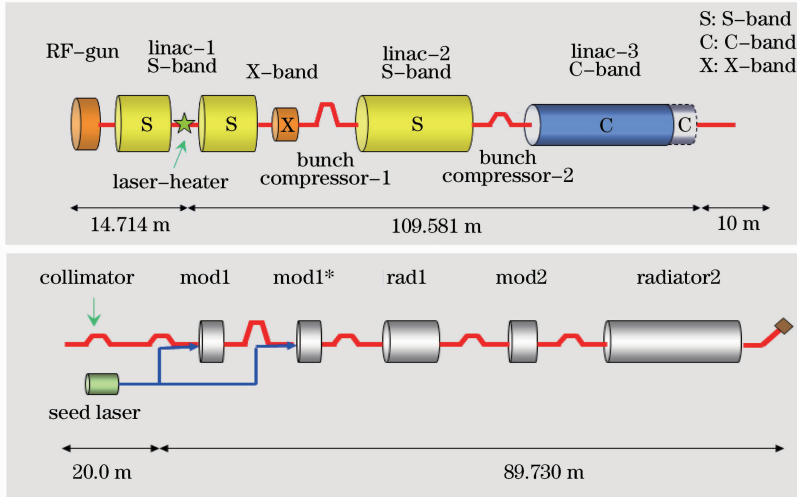 RF-gun
linac-1
S-band
X-band
linac-2
S-band
linac-3
C-band
S: S-band
C: C-band
X: X-band
S
S
X
S
C
C
laser-heater
bunch
compressor-1
bunch
compressor-2
14.714 m
109.581 m
10 m
collimator
mod1
mod1*
rad1
mod2
radiator2
seed laser
20.0 m
89.730 m